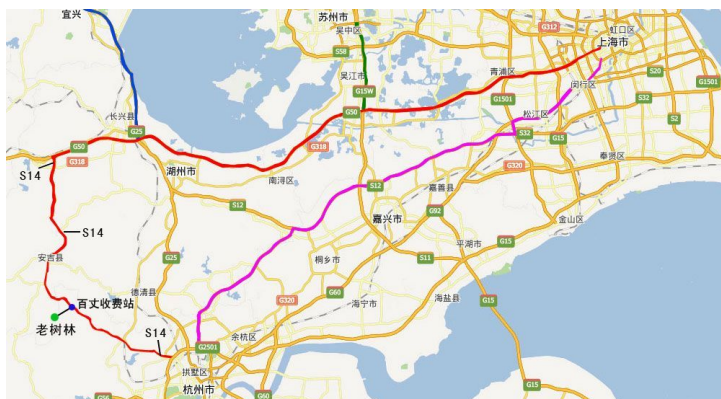 宜兴
苏州市
吴中区
S58
G312
虹口区
上海市
吴江市
G15W
青浦区
闵行区
S20
G1501
长兴县
G50
G1501
S32
松江区
S2
G25
G50
G318
G318
S32
G15
S14
湖州市
南浔区
G320
奉贤区
S12
嘉善县
S12
嘉兴市
G92
金山区
S14
安吉县
G25
桐乡市
S11
平湖市
G15
德清县
百丈收费站
G320
G60
海宁市
海盐县
G15
老树林
S14
G2501
余杭区
拱墅区
杭州市
G56
G60
G15